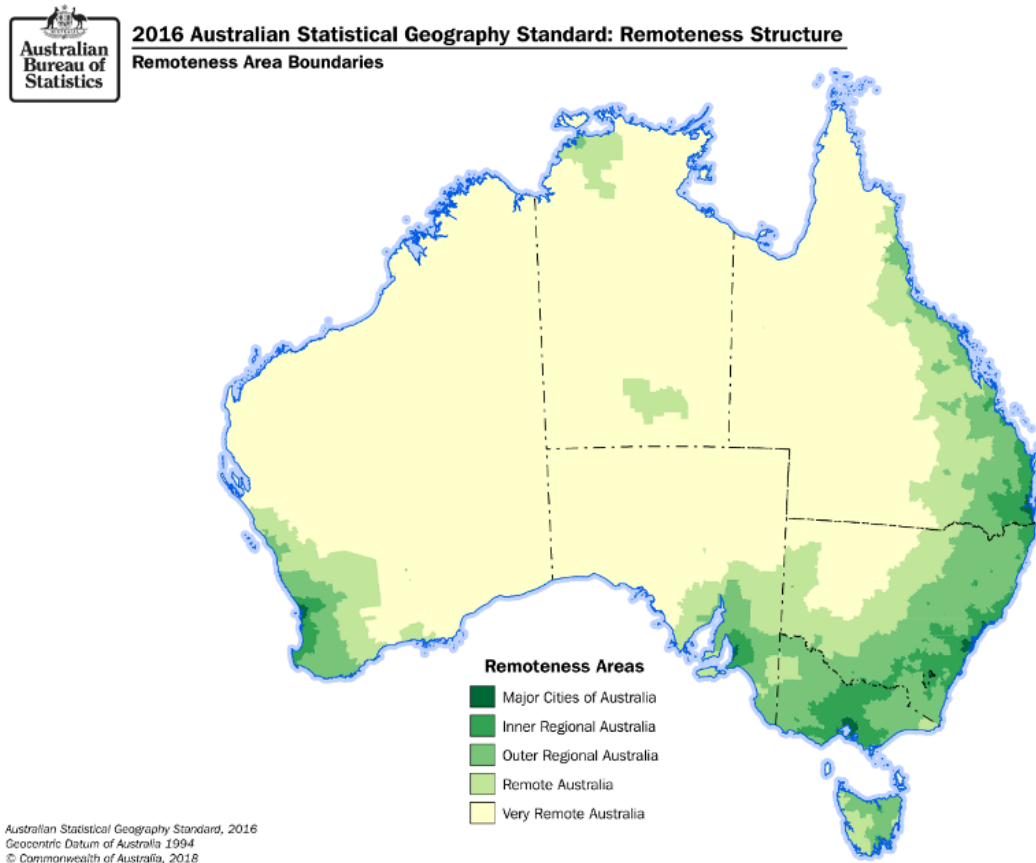 Australian
Bureau of
Statistics
2016 Australian Statistical Geography Standard: Remoteness Structure
Remoteness Area Boundaries
Remoteness Areas
Major Cities of Australia
Inner Regional Australia
Outer Regional Australia
Remote Australia
Very Remote Australia
Australian Statistical Geography Standard, 2016
Geocentric Datum of Australia 1994
© Commonwealth of Australia, 2018